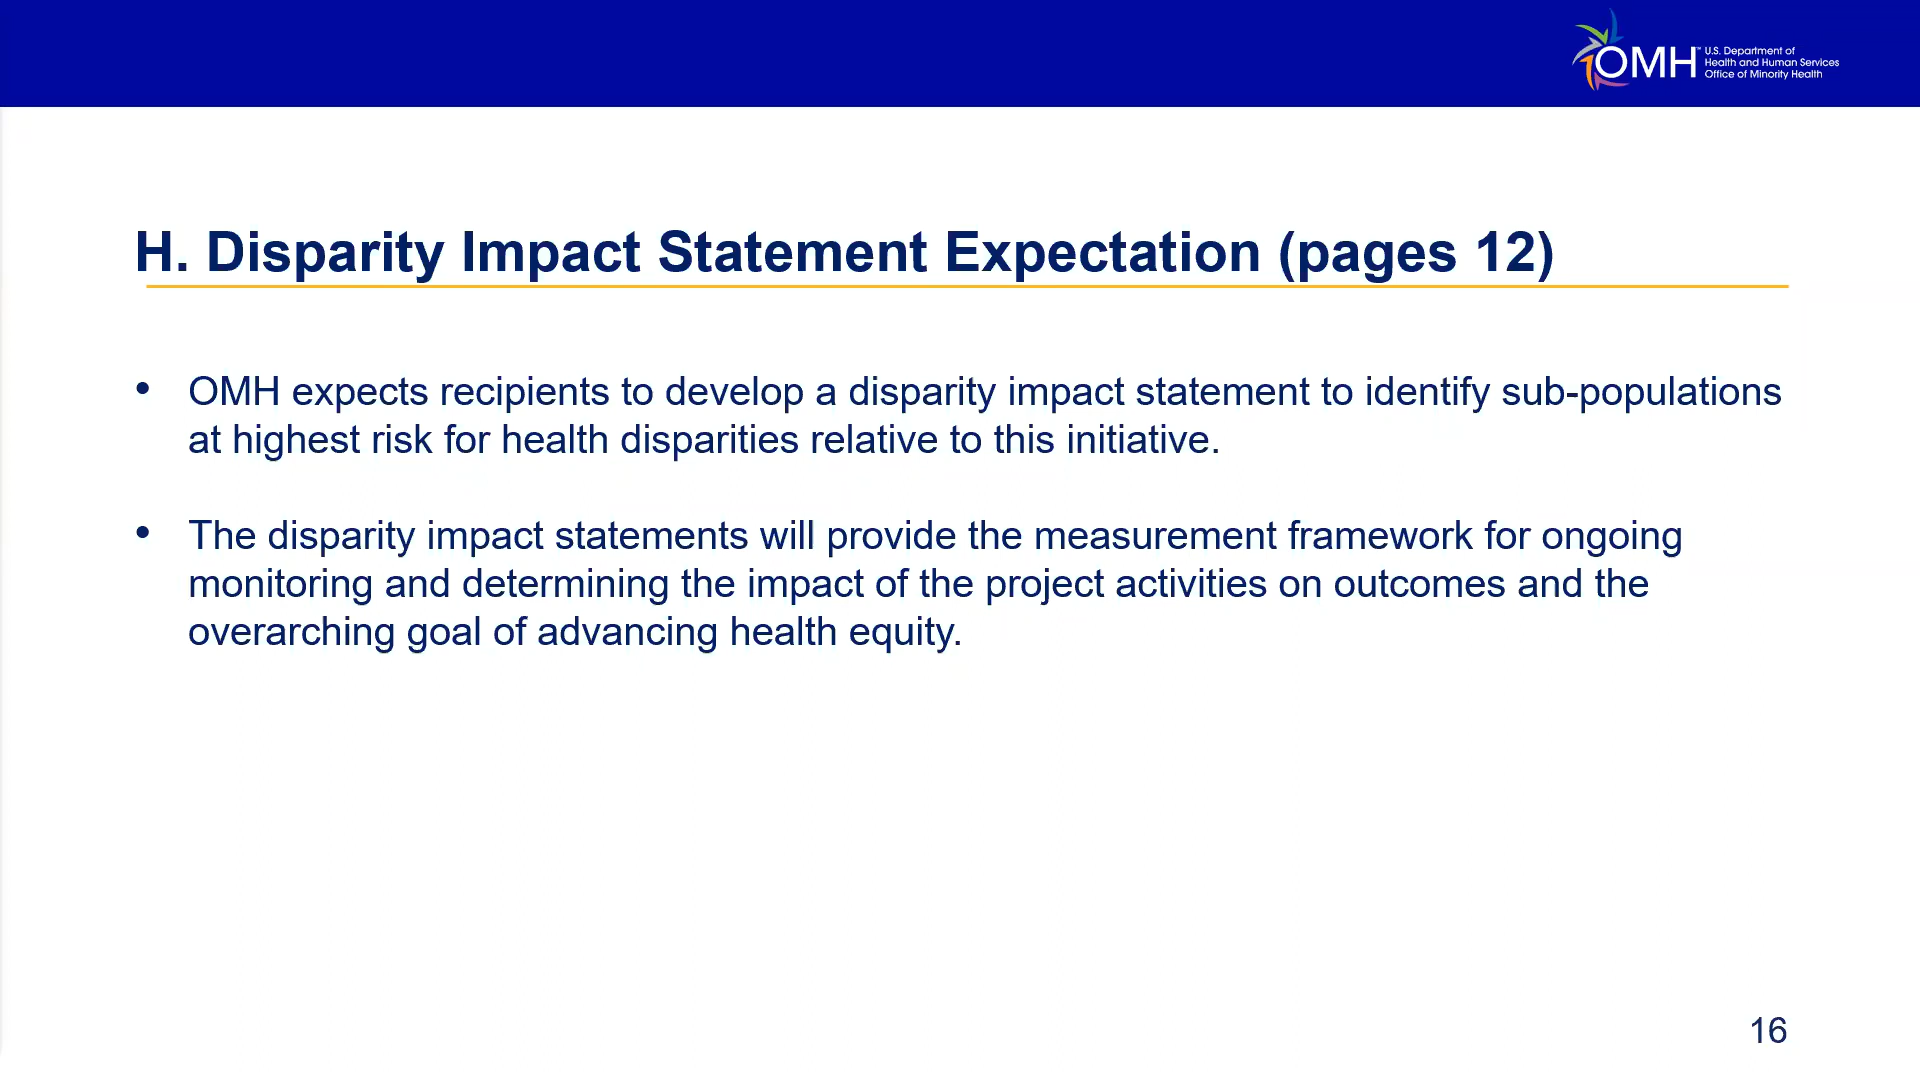 OMH™ U.S. Department of
Health and Human Services
Office of Minority Health
H. Disparity Impact Statement Expectation (pages 12)
• OMH expects recipients to develop a disparity impact statement to identify sub-populations
at highest risk for health disparities relative to this initiative.
• The disparity impact statements will provide the measurement framework for ongoing
monitoring and determining the impact of the project activities on outcomes and the
overarching goal of advancing health equity.
16